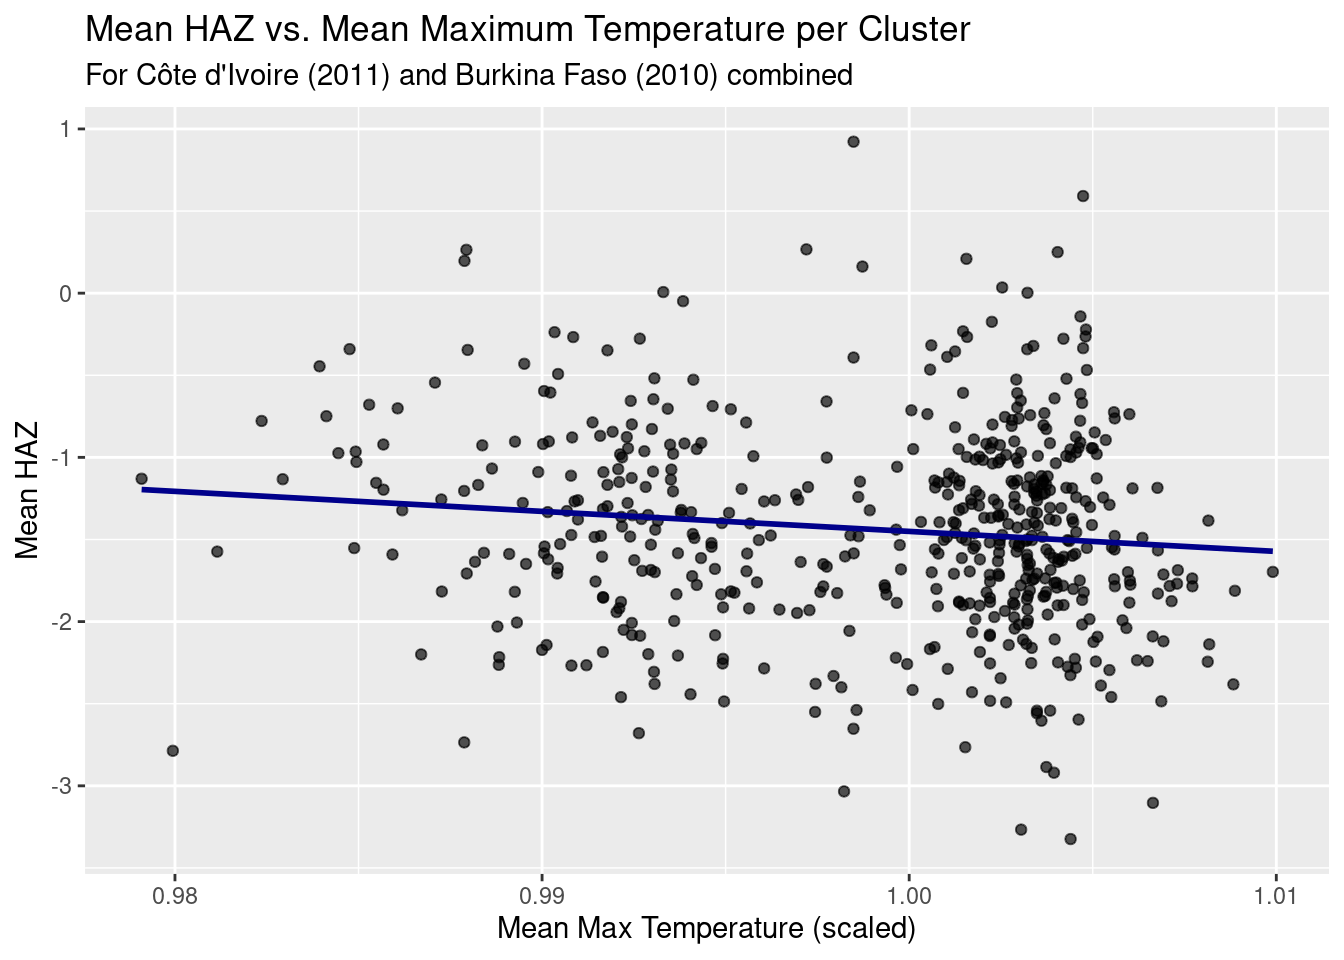 Mean HAZ vs. Mean Maximum Temperature per Cluster
For Côte d'Ivoire (2011) and Burkina Faso (2010) combined
1
0
-1
-2
-3
Mean HAZ
0.98 0.99 1.00 1.01
Mean Max Temperature (scaled)